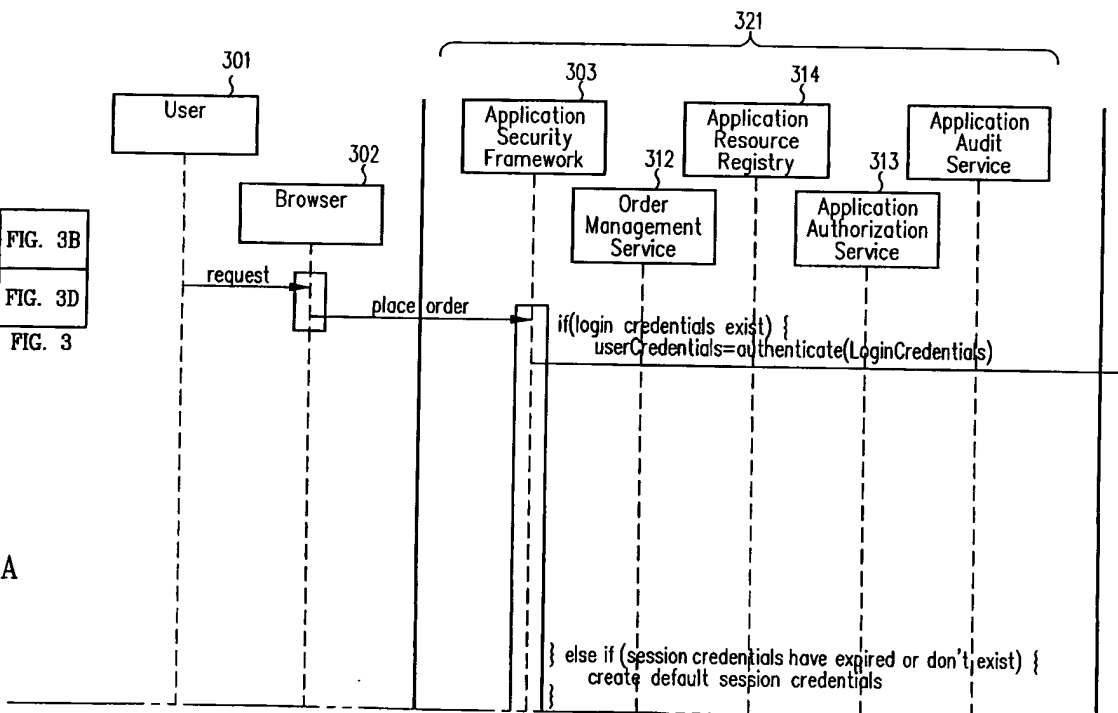 321
301
User
302
Browser
303
Application
Security
Framework
312
Order
Management
Service
314
Application
Resource
Registry
313
Application
Authorization
Service
Application
Audit
Service
FIG. 3B
FIG. 3D
FIG. 3
request
place order
if(login credentials exist) {
userCredentials=authenticate(LoginCredentials)
A
} else if (session credentials have expired or don't exist) {
create default session credentials
}